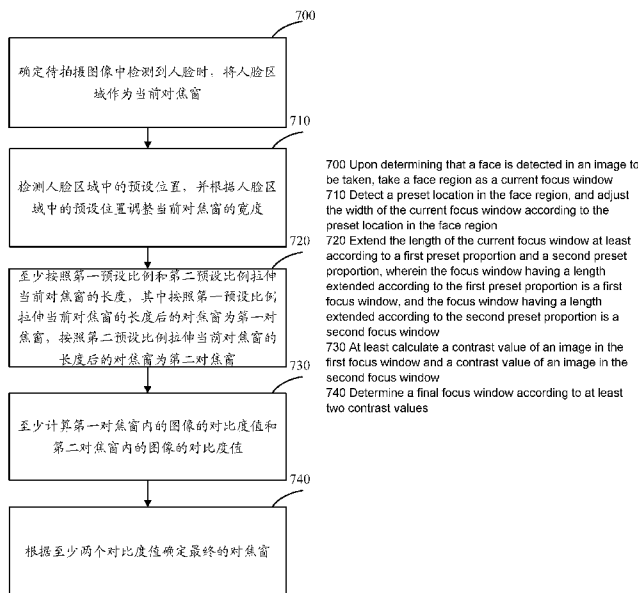 700
确定待拍摄图像中检测到人脸时，将人脸区
域作为当前对焦窗
710
检测人脸区域中的预设位置，并根据人脸区
域中的预设位置调整当前对焦窗的宽度
720
至少按照第一预设比例和第二预设比例拉伸
当前对焦窗的长度，其中按照第一预设比例
拉伸当前对焦窗的长度后的对焦窗为第一对
焦窗，按照第二预设比例拉伸当前对焦窗的
长度后的对焦窗为第二对焦窗
730
至少计算第一对焦窗内的图像的对比度值和
第二对焦窗内的图像的对比度值
740
根据至少两个对比度值确定最终的对焦窗
700 Upon determining that a face is detected in an image to
be taken, take a face region as a current focus window
710 Detect a preset location in the face region, and adjust
the width of the current focus window according to the
preset location in the face region
720 Extend the length of the current focus window at least
according to a first preset proportion and a second preset
proportion, wherein the focus window having a length
extended according to the first preset proportion is a first
focus window, and the focus window having a length
extended according to the second preset proportion is a
second focus window
730 At least calculate a contrast value of an image in the
first focus window and a contrast value of an image in the
second focus window
740 Determine a final focus window according to at least
two contrast values